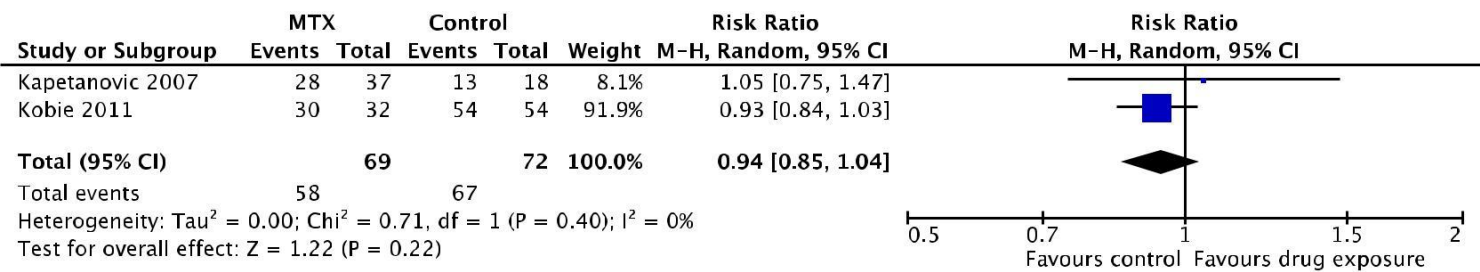 MTX Control Risk Ratio Risk Ratio
Study or Subgroup Events Total Events Total Weight M-H, Random, 95% CI M-H, Random, 95% CI
Kapetanovic 2007 28 37 13 18 8.1% 1.05 [0.75, 1.47]
Kobie 2011 30 32 54 54 91.9% 0.93 [0.84, 1.03]
Total (95% CI) 69 72 100.0% 0.94 [0.85, 1.04]
Total events 58 67
Heterogeneity: Tau² = 0.00; Chi² = 0.71, df = 1 (P = 0.40); I² = 0%
Test for overall effect: Z = 1.22 (P = 0.22)
0.5 0.7 1 1.5 2
Favours control Favours drug exposure